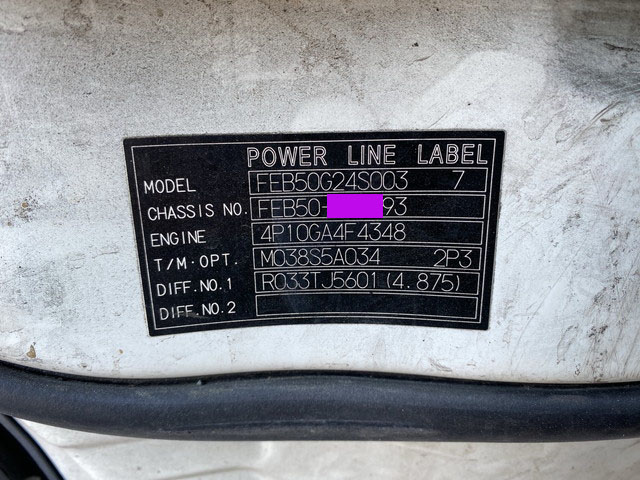 POWER LINE LABEL
MODEL FEB50G24S003 7
CHASSIS NO. FEB50- 93
ENGINE 4P10GA4F4348
T/M·OPT. M038S5A034 2P3
DIFF.NO.1 R033TJ5601(4.875)
DIFF.NO.2